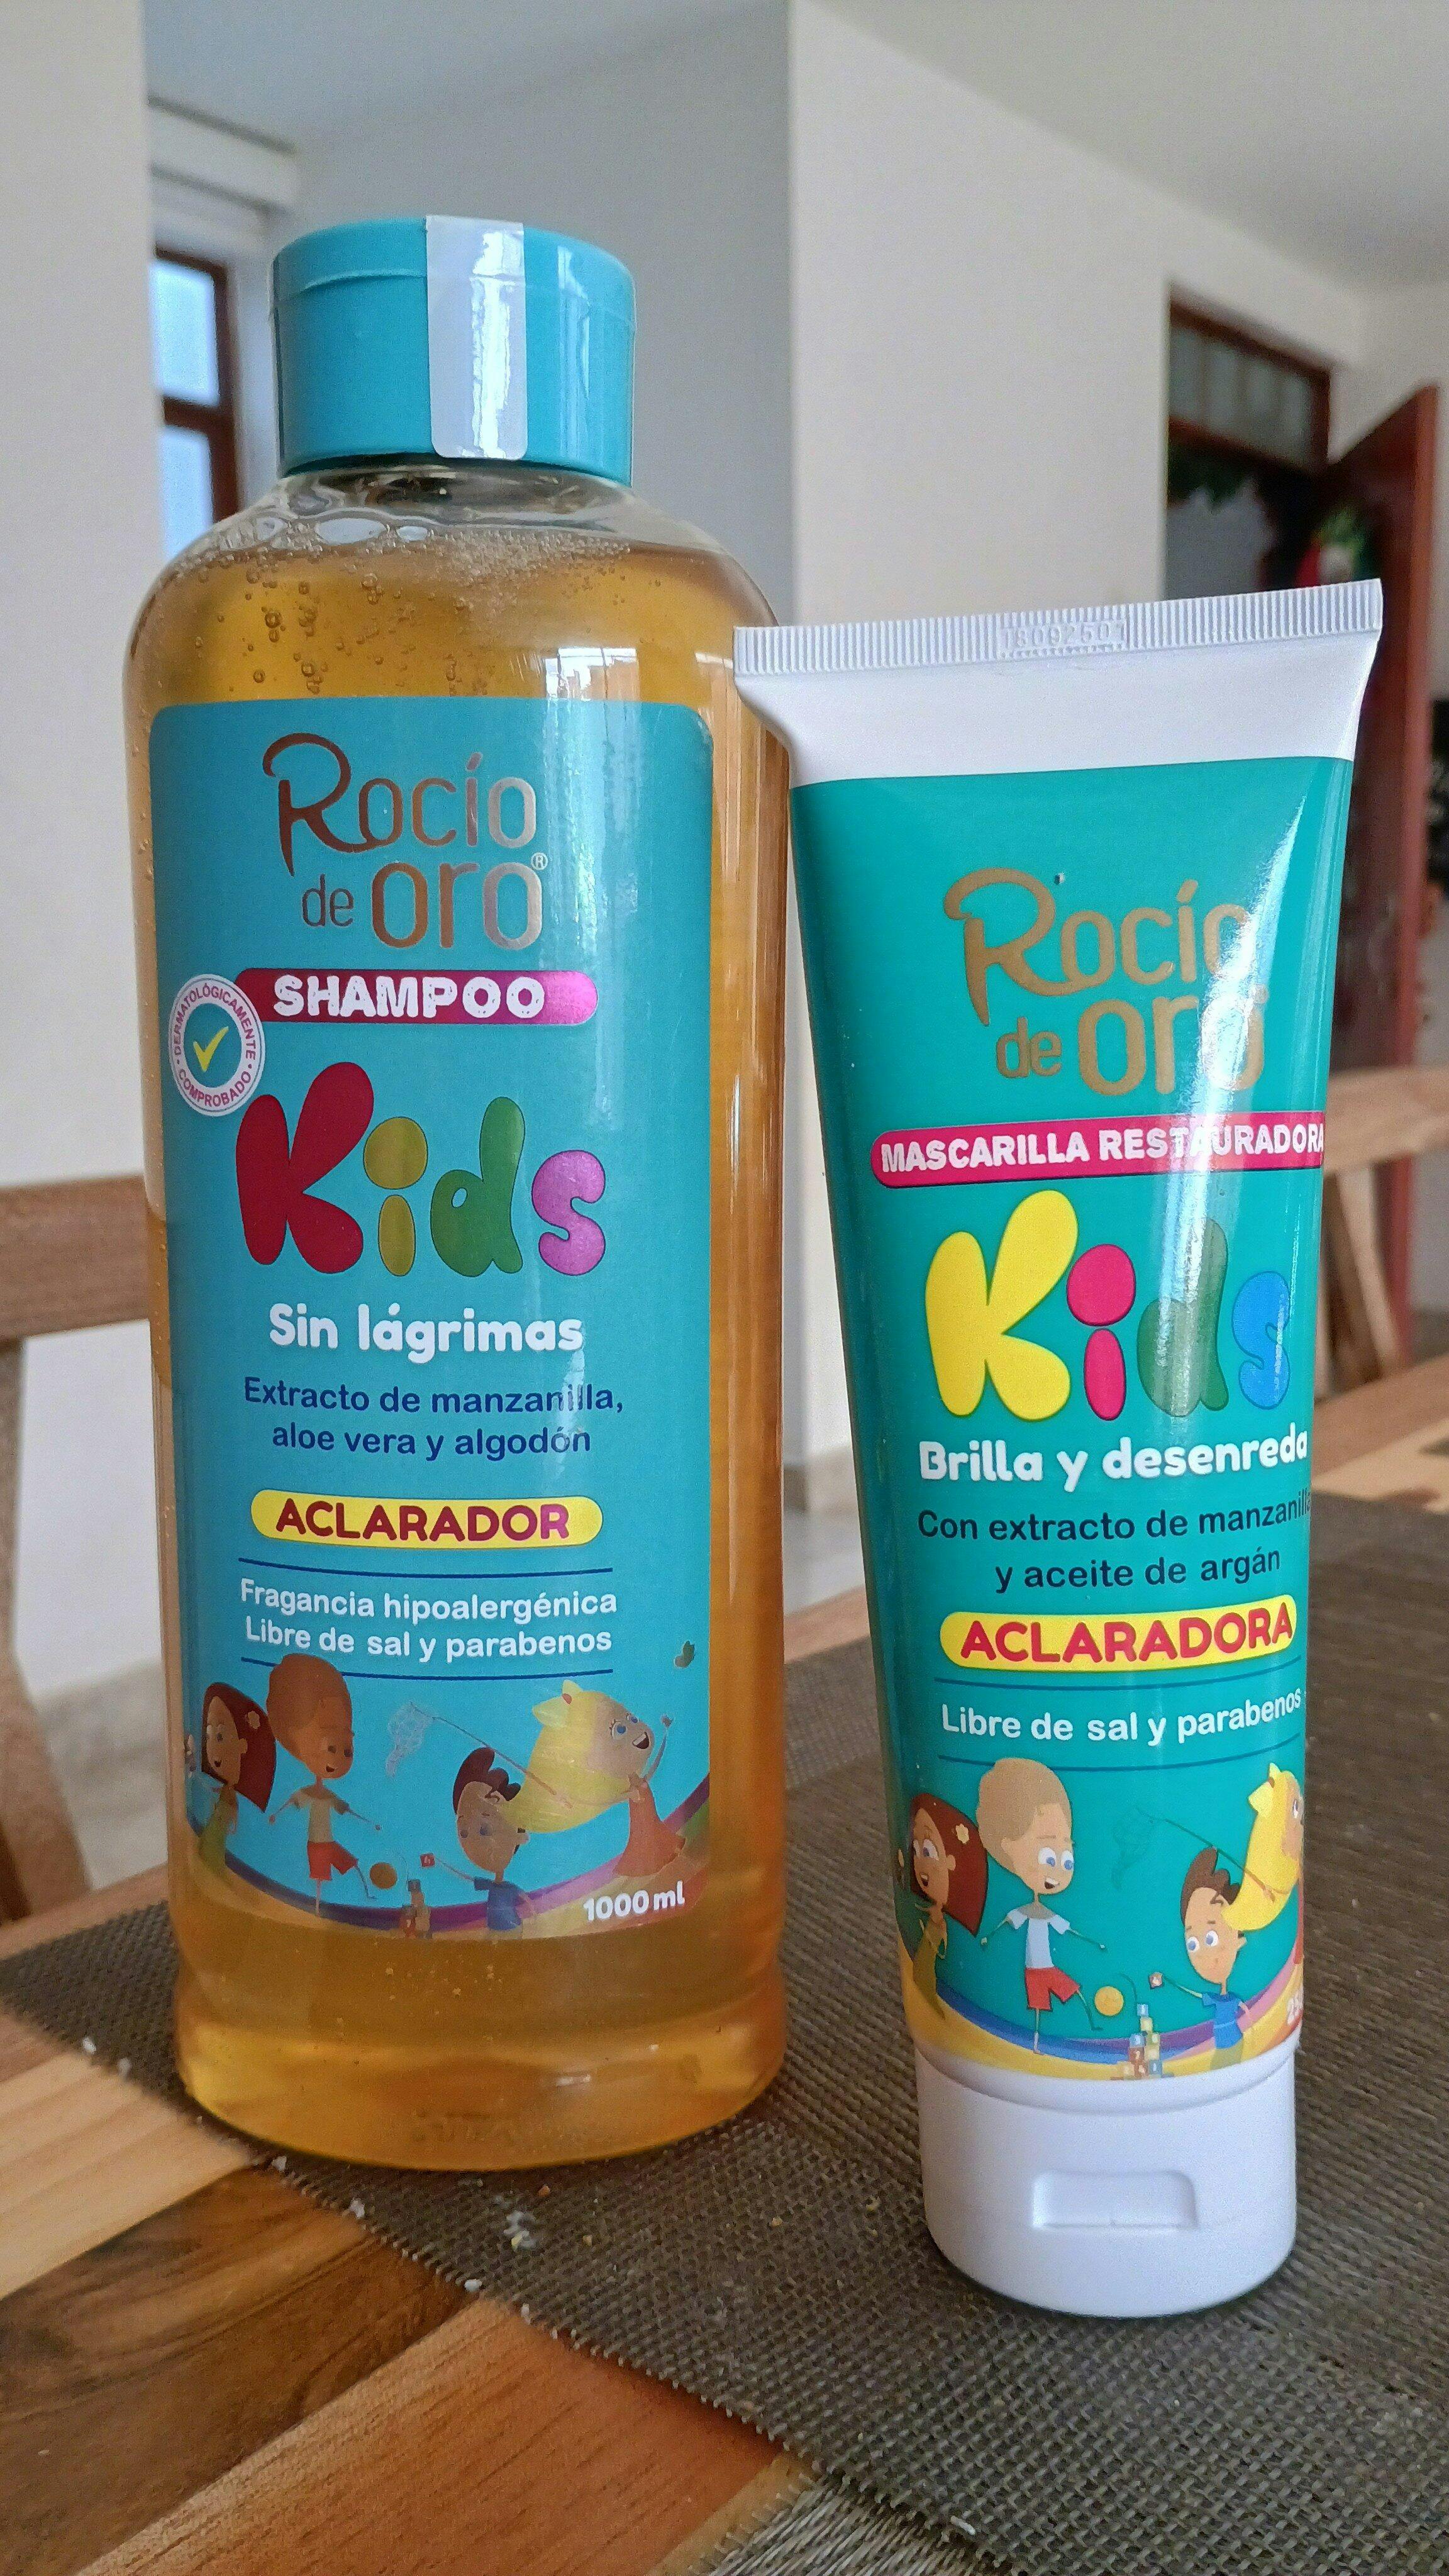 Rocío
de oro®
SHAMPOO
DERMATOLÓGICAMENTE
COMPROBADO
Kids
Sin lágrimas
Extracto de manzanilla,
aloe vera y algodón
ACLARADOR
Fragancia hipoalergénica
Libre de sal y parabenos
1000 ml
Rocío
de oro
MASCARILLA RESTAURADORA
Kids
Brilla y desenreda
Con extracto de manzanilla
y aceite de argán
ACLARADORA
Libre de sal y parabenos